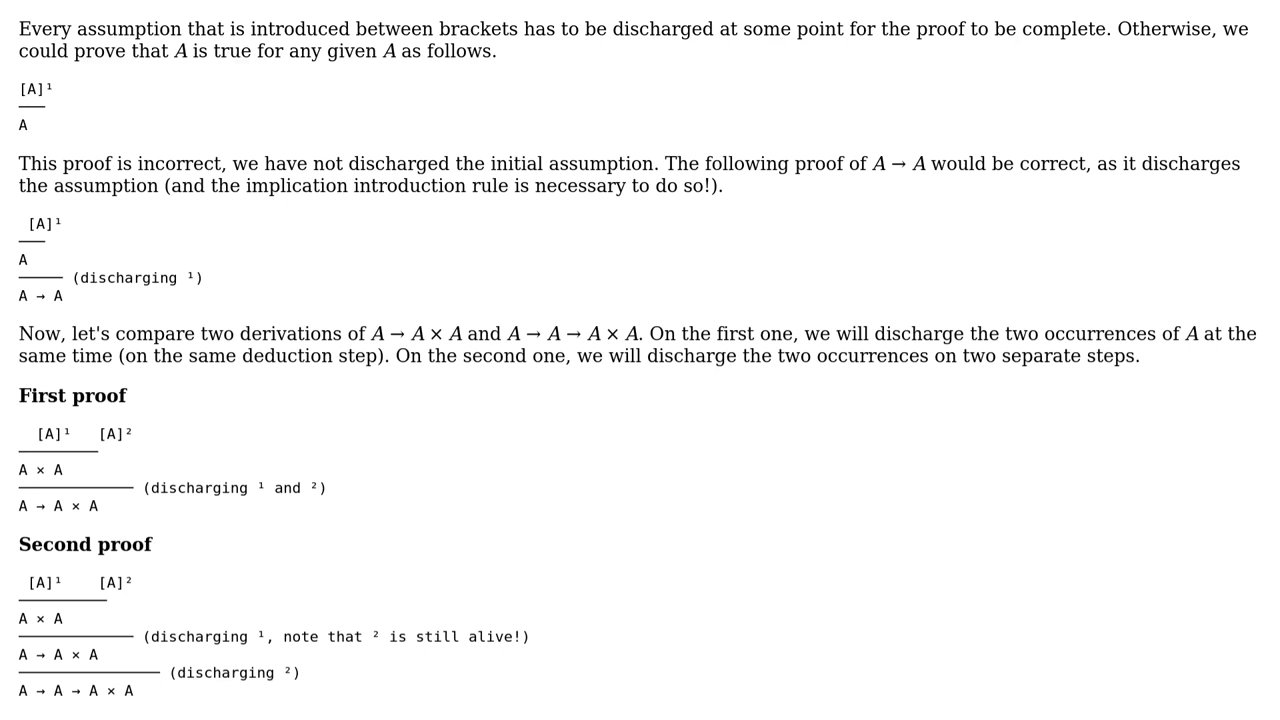 Every assumption that is introduced between brackets has to be discharged at some point for the proof to be complete. Otherwise, we
could prove that A is true for any given A as follows.
[A]¹
A
This proof is incorrect, we have not discharged the initial assumption. The following proof of A → A would be correct, as it discharges
the assumption (and the implication introduction rule is necessary to do so!).
[A]¹
A
(discharging ¹)
A → A
Now, let's compare two derivations of A → A × A and A → A → A × A. On the first one, we will discharge the two occurrences of A at the
same time (on the same deduction step). On the second one, we will discharge the two occurrences on two separate steps.
First proof
[A]¹ [A]²
A × A
(discharging ¹ and ²)
A → A × A
Second proof
[A]¹ [A]²
A × A
(discharging ¹, note that ² is still alive!)
A → A × A
(discharging ²)
A → A → A × A